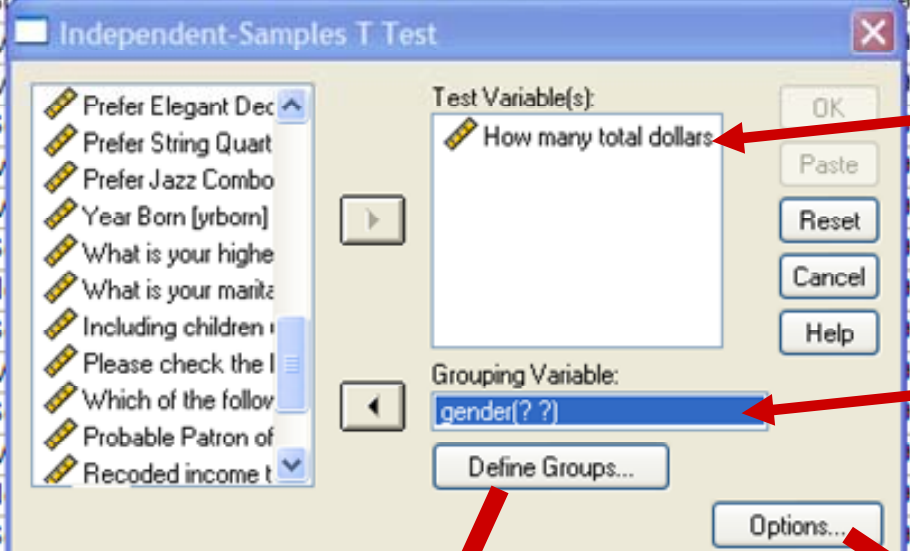 Independent-Samples T Test
Prefer Elegant Dec
Prefer String Quart
Prefer Jazz Combo
Year Born [yrborn]
What is your highe
What is your marita
Including children
Please check the l
Which of the follow
Probable Patron of
Recoded income t
Test Variable(s):
How many total dollars
Grouping Variable:
gender(? ?)
Define Groups...
OK
Paste
Reset
Cancel
Help
Options...